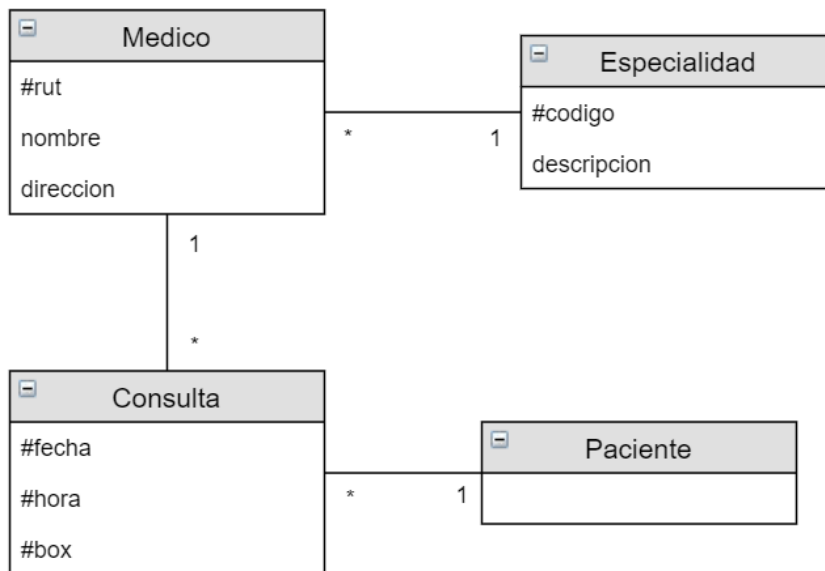 Medico
#rut
nombre
direccion
Especialidad
#codigo
descripcion
*
1
1
*
Consulta
#fecha
#hora
#box
Paciente
*
1